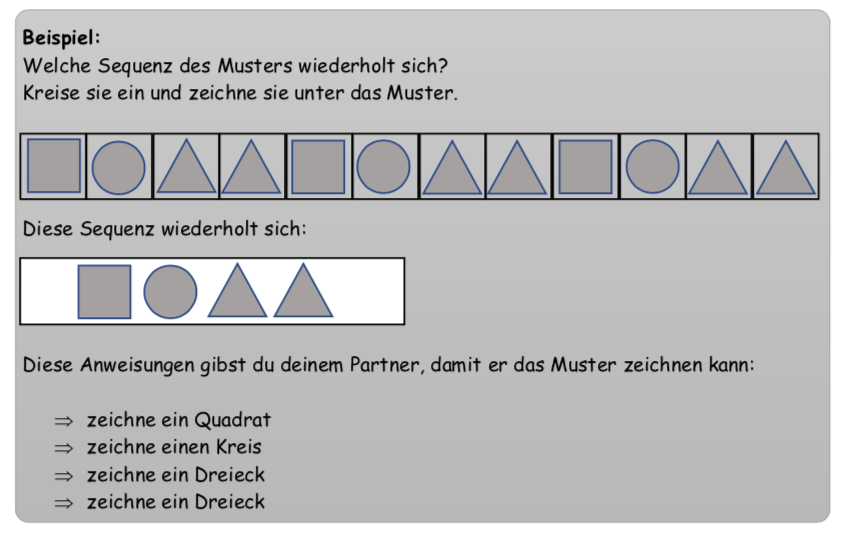 Beispiel:
Welche Sequenz des Musters wiederholt sich?
Kreise sie ein und zeichne sie unter das Muster.
Diese Sequenz wiederholt sich:
Diese Anweisungen gibst du deinem Partner, damit er das Muster zeichnen kann:
⇒ zeichne ein Quadrat
⇒ zeichne einen Kreis
⇒ zeichne ein Dreieck
⇒ zeichne ein Dreieck